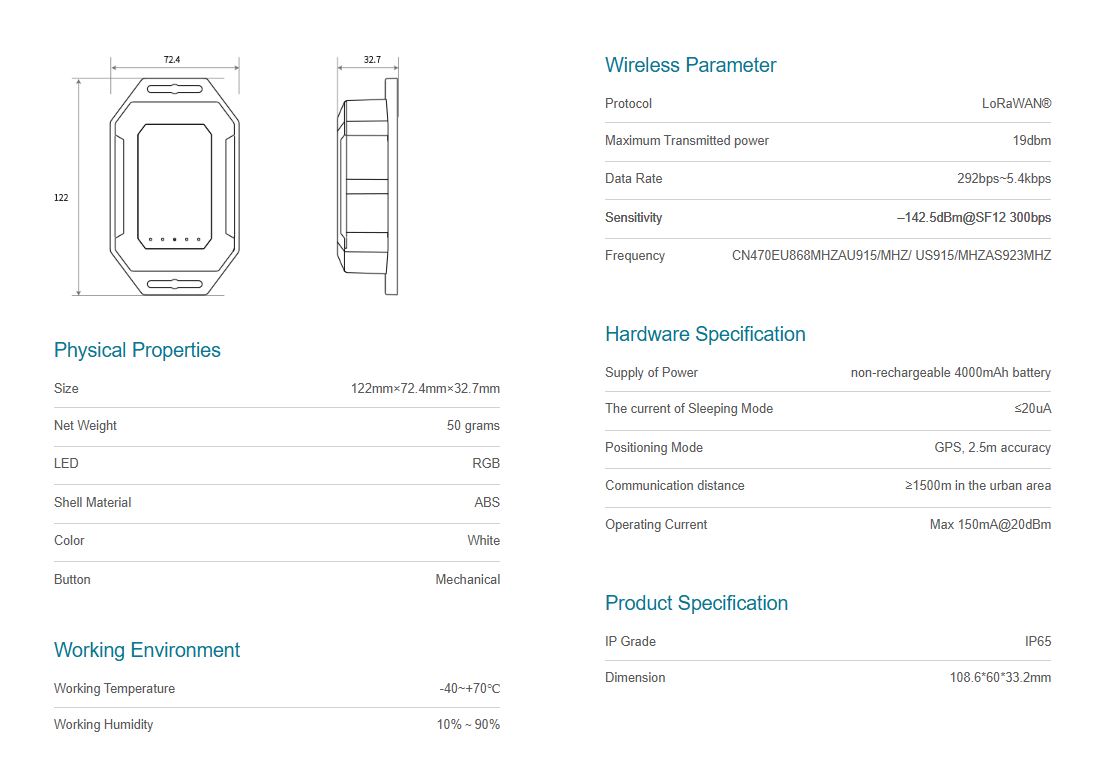 72.4
32.7
122
Physical Properties
Size 122mm×72.4mm×32.7mm
Net Weight 50 grams
LED RGB
Shell Material ABS
Color White
Button Mechanical
Working Environment
Working Temperature -40~+70℃
Working Humidity 10% ~ 90%
Wireless Parameter
Protocol LoRaWAN®
Maximum Transmitted power 19dbm
Data Rate 292bps~5.4kbps
Sensitivity –142.5dBm@SF12 300bps
Frequency CN470EU868MHZAU915/MHZ/ US915/MHZAS923MHZ
Hardware Specification
Supply of Power non-rechargeable 4000mAh battery
The current of Sleeping Mode ≤20uA
Positioning Mode GPS, 2.5m accuracy
Communication distance ≥1500m in the urban area
Operating Current Max 150mA@20dBm
Product Specification
IP Grade IP65
Dimension 108.6*60*33.2mm